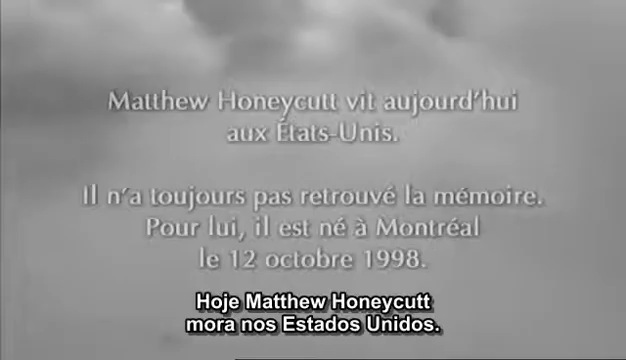 Matthew Honeycutt vit aujourd'hui
aux États-Unis.
Il n'a toujours pas retrouvé la mémoire.
Pour lui, il est né à Montréal
le 12 octobre 1998.
Hoje Matthew Honeycutt
mora nos Estados Unidos.